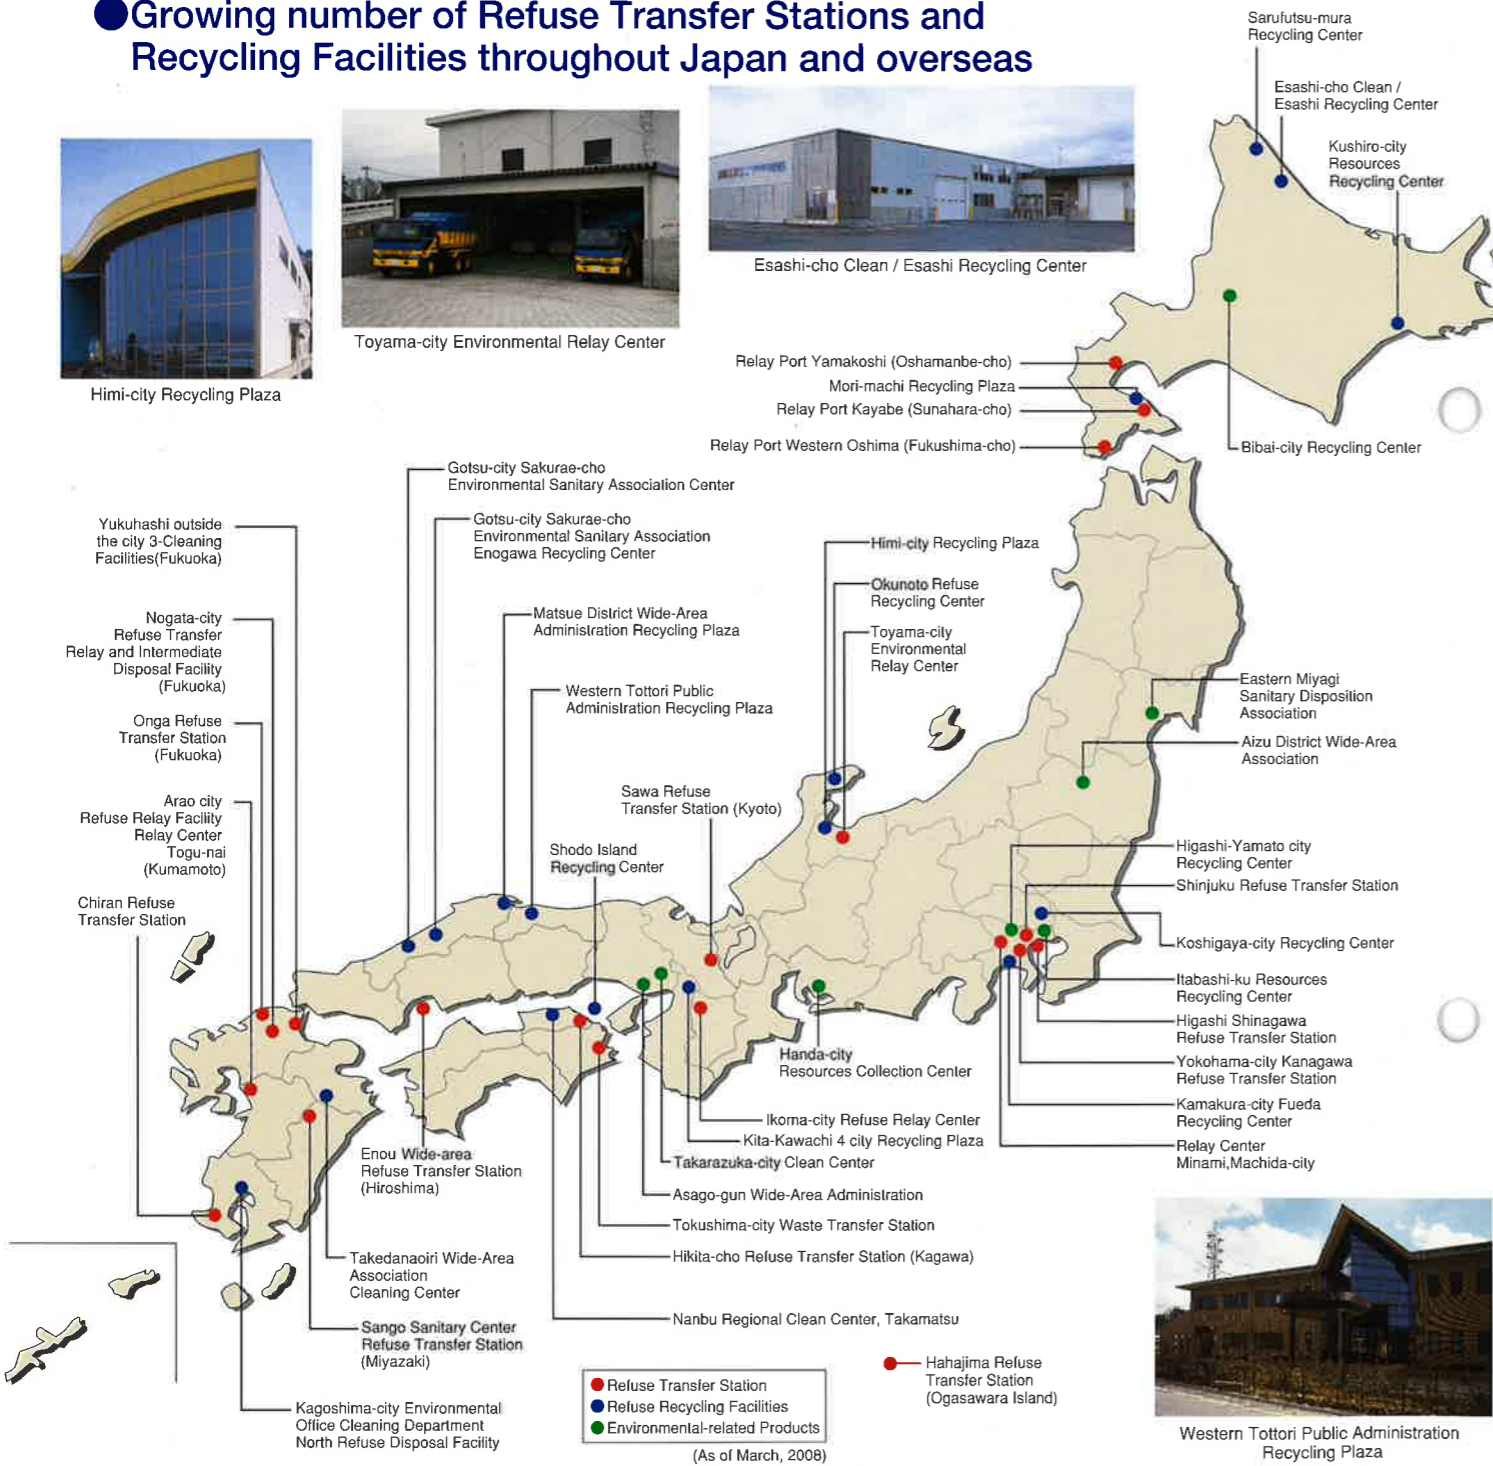 Growing number of Refuse Transfer Stations and
Recycling Facilities throughout Japan and overseas
Himi-city Recycling Plaza
Toyama-city Environmental Relay Center
Esashi-cho Clean / Esashi Recycling Center
Sarufutsu-mura
Recycling Center
Esashi-cho Clean /
Esashi Recycling Center
Kushiro-city
Resources
Recycling Center
Relay Port Yamakoshi (Oshamanbe-cho)
Mori-machi Recycling Plaza
Relay Port Kayabe (Sunahara-cho)
Relay Port Western Oshima (Fukushima-cho)
Bibai-city Recycling Center
Gotsu-city Sakurae-cho
Environmental Sanitary Association Center
Gotsu-city Sakurae-cho
Environmental Sanitary Association
Enogawa Recycling Center
Yukuhashi outside
the city 3-Cleaning
Facilities(Fukuoka)
Nogata-city
Refuse Transfer
Relay and Intermediate
Disposal Facility
(Fukuoka)
Onga Refuse
Transfer Station
(Fukuoka)
Arao city
Refuse Relay Facility
Relay Center
Togu-nai
(Kumamoto)
Chiran Refuse
Transfer Station
Matsue District Wide-Area
Administration Recycling Plaza
Western Tottori Public
Administration Recycling Plaza
Sawa Refuse
Transfer Station (Kyoto)
Shodo Island
Recycling Center
Himi-city Recycling Plaza
Okunoto Refuse
Recycling Center
Toyama-city
Environmental
Relay Center
Eastern Miyagi
Sanitary Disposition
Association
Aizu District Wide-Area
Association
Higashi-Yamato city
Recycling Center
Shinjuku Refuse Transfer Station
Koshigaya-city Recycling Center
Itabashi-ku Resources
Recycling Center
Higashi Shinagawa
Refuse Transfer Station
Yokohama-city Kanagawa
Refuse Transfer Station
Kamakura-city Fueda
Recycling Center
Relay Center
Minami,Machida-city
Handa-city
Resources Collection Center
Ikoma-city Refuse Relay Center
Kita-Kawachi 4 city Recycling Plaza
Takarazuka-city Clean Center
Asago-gun Wide-Area Administration
Tokushima-city Waste Transfer Station
Hikita-cho Refuse Transfer Station (Kagawa)
Nanbu Regional Clean Center, Takamatsu
Enou Wide-area
Refuse Transfer Station
(Hiroshima)
Takedanaoiri Wide-Area
Association
Cleaning Center
Sango Sanitary Center
Refuse Transfer Station
(Miyazaki)
Kagoshima-city Environmental
Office Cleaning Department
North Refuse Disposal Facility
Refuse Transfer Station
Refuse Recycling Facilities
Environmental-related Products
(As of March, 2008)
Hahajima Refuse
Transfer Station
(Ogasawara Island)
Western Tottori Public Administration
Recycling Plaza